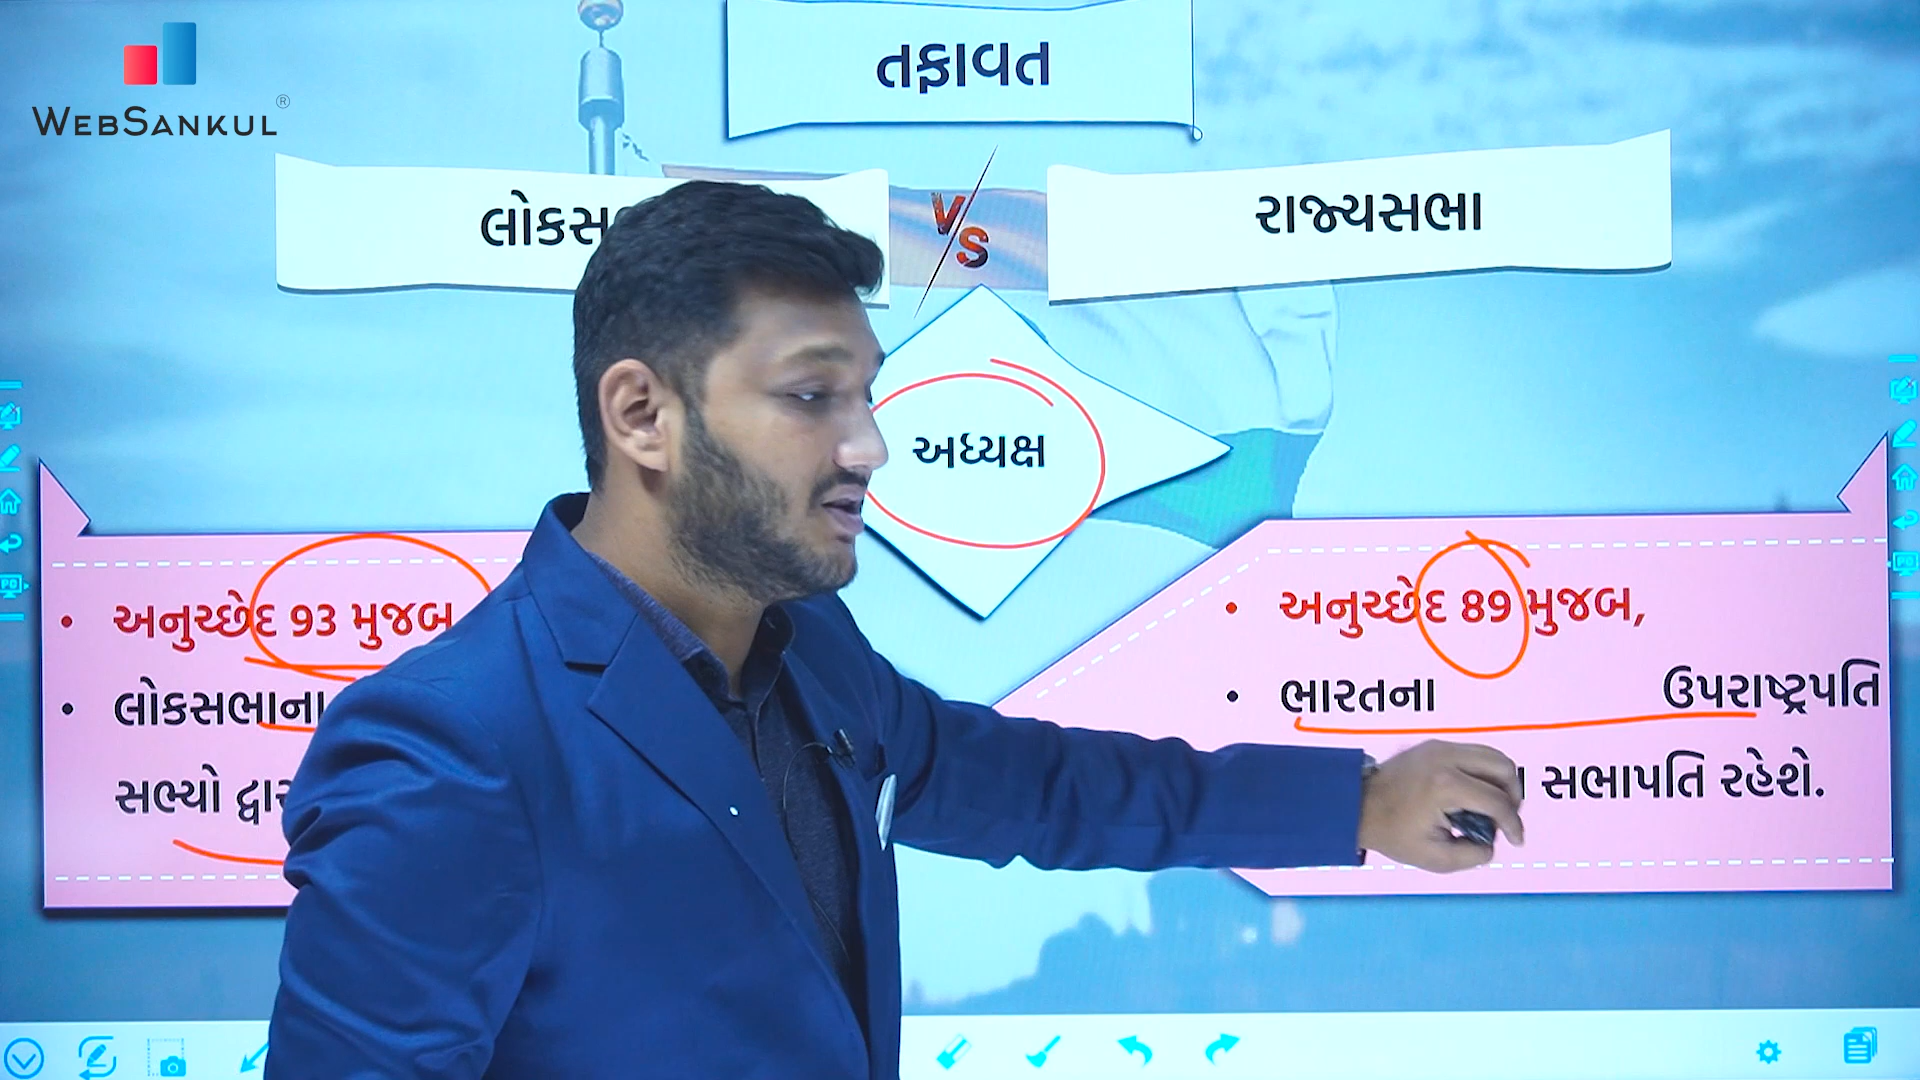 WEBSANKUL®
તફાવત
VS
રાજ્યસભા
અધ્યક્ષ
• અનુચ્છેદ 93 મુજબ
• લોકસભાના
સભ્યો
• અનુચ્છેદ 89 મુજબ,
• ભારતના ઉપરાષ્ટ્રપતિ
સભાપતિ રહેશે.